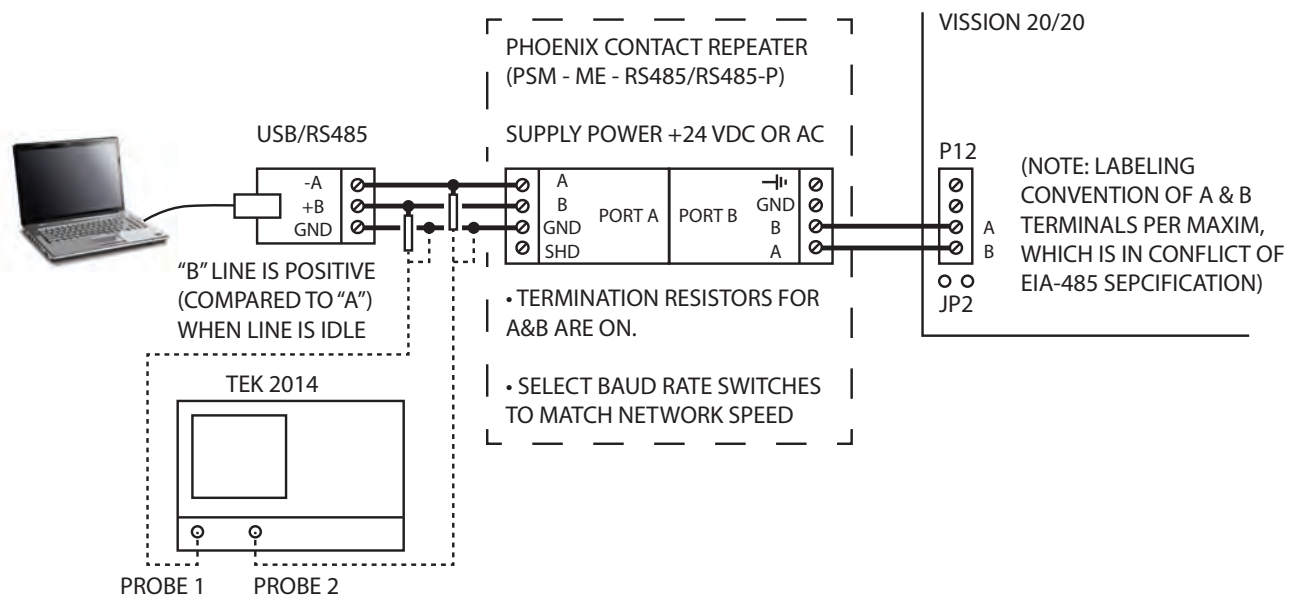 VISSION 20/20
PHOENIX CONTACT REPEATER
(PSM - ME - RS485/RS485-P)
USB/RS485
SUPPLY POWER +24 VDC OR AC
-A
+B
GND
A
B
GND
SHD
PORT A
PORT B
GND
B
A
P12
A
B
JP2
(NOTE: LABELING
CONVENTION OF A & B
TERMINALS PER MAXIM,
WHICH IS IN CONFLICT OF
EIA-485 SEPCIFICATION)
"B" LINE IS POSITIVE
(COMPARED TO "A")
WHEN LINE IS IDLE
• TERMINATION RESISTORS FOR
A&B ARE ON.
• SELECT BAUD RATE SWITCHES
TO MATCH NETWORK SPEED
TEK 2014
PROBE 1
PROBE 2